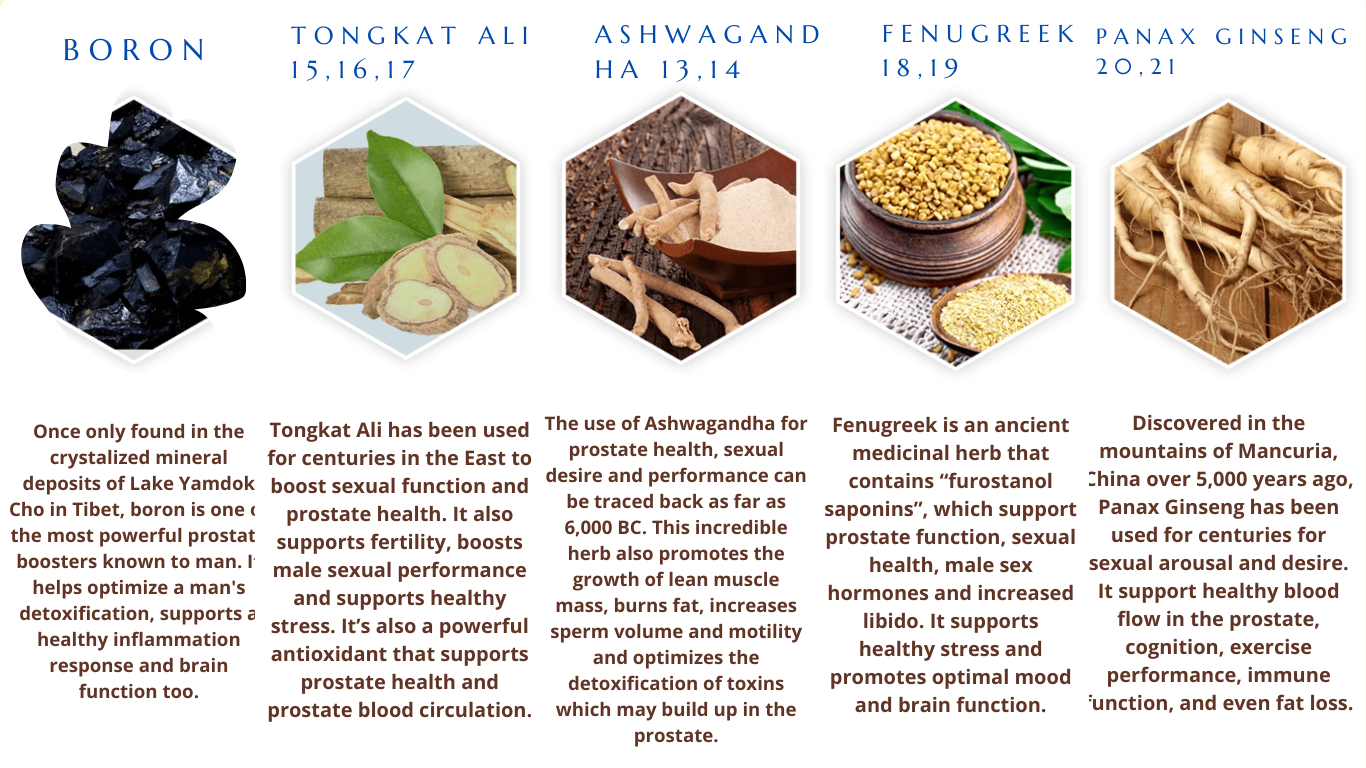 BORON
Once only found in the
crystalized mineral
deposits of Lake Yamdok
Cho in Tibet, boron is one
the most powerful prostat
boosters known to man. I
helps optimize a man's
detoxification, supports a
healthy inflammation
response and brain
function too.
TONGKAT ALI
15,16,17
Tongkat Ali has been used
for centuries in the East to
boost sexual function and
prostate health. It also
supports fertility, boosts
male sexual performance
and supports healthy
stress. It’s also a powerful
antioxidant that supports
prostate health and
prostate blood circulation.
ASHWAGAND
HA 13,14
The use of Ashwagandha for
prostate health, sexual
desire and performance can
be traced back as far as
6,000 BC. This incredible
herb also promotes the
growth of lean muscle
mass, burns fat, increases
sperm volume and motility
and optimizes the
detoxification of toxins
which may build up in the
prostate.
FENUGREEK
18,19
Fenugreek is an ancient
medicinal herb that
contains “furostanol
saponins”, which support
prostate function, sexual
health, male sex
hormones and increased
libido. It supports
healthy stress and
promotes optimal mood
and brain function.
PANAX GINSENG
20,21
Discovered in the
mountains of Mancuria,
China over 5,000 years ago,
Panax Ginseng has been
used for centuries for
sexual arousal and desire.
It support healthy blood
flow in the prostate,
cognition, exercise
performance, immune
function, and even fat loss.